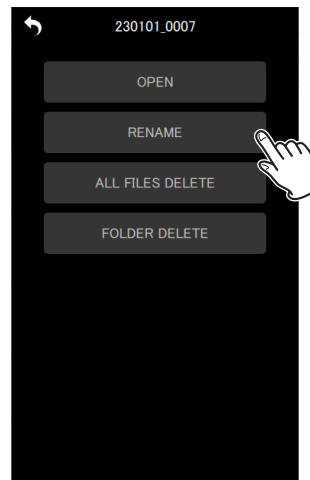 230101_0007
OPEN
RENAME
ALL FILES DELETE
FOLDER DELETE